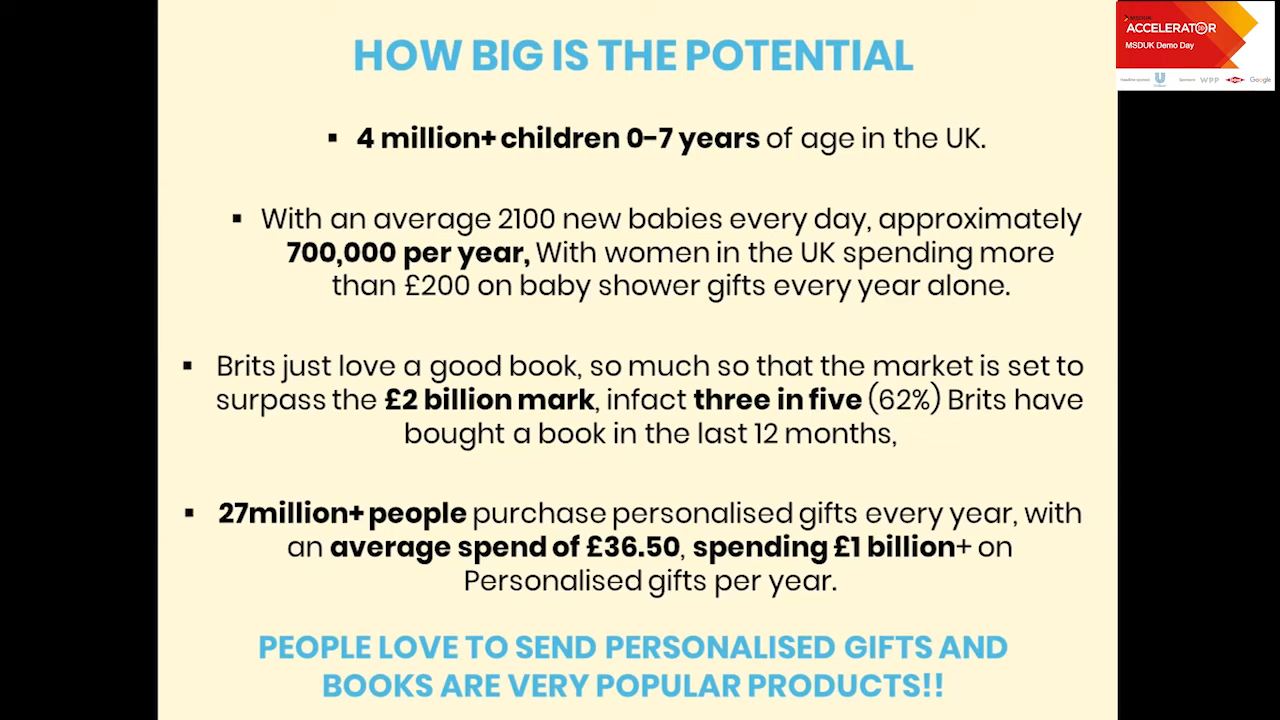 HOW BIG IS THE POTENTIAL
▪ 4 million+ children 0-7 years of age in the UK.
▪ With an average 2100 new babies every day, approximately
700,000 per year, With women in the UK spending more
than £200 on baby shower gifts every year alone.
▪ Brits just love a good book, so much so that the market is set to
surpass the £2 billion mark, infact three in five (62%) Brits have
bought a book in the last 12 months,
▪ 27million+ people purchase personalised gifts every year, with
an average spend of £36.50, spending £1 billion+ on
Personalised gifts per year.
PEOPLE LOVE TO SEND PERSONALISED GIFTS AND
BOOKS ARE VERY POPULAR PRODUCTS!!
MSDUK
ACCELERATOR
MSDUK Demo Day
Headline sponsor Sponsors WPP Google